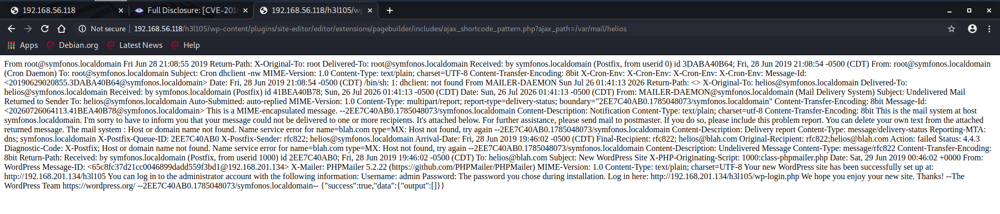 192.168.56.118
Full Disclosure: [CVE-2018
192.168.56.118/h3l105/wp
Not secure
192.168.56.118/h3l105/wp-content/plugins/site-editor/editor/extensions/pagebuilder/includes/ajax_shortcode_pattern.php?ajax_path=/var/mail/helios
Apps
Debian.org
Latest News
Help
From root@symfonos.localdomain Fri Jun 28 21:08:55 2019 Return-Path: X-Original-To: root Delivered-To: root@symfonos.localdomain Received: by symfonos.localdomain (Postfix, from userid 0) id 3DABA40B64; Fri, 28 Jun 2019 21:08:54 -0500 (CDT) From: root@symfonos.localdomain
(Cron Daemon) To: root@symfonos.localdomain Subject: Cron dhclient -nw MIME-Version: 1.0 Content-Type: text/plain; charset=UTF-8 Content-Transfer-Encoding: 8bit X-Cron-Env: X-Cron-Env: X-Cron-Env: X-Cron-Env: Message-Id:
<20190629020855.3DABA40B64@symfonos.localdomain> Date: Fri, 28 Jun 2019 21:08:54 -0500 (CDT) /bin/sh: 1: dhclient: not found From MAILER-DAEMON Sun Jul 26 01:41:13 2026 Return-Path: <> X-Original-To: helios@symfonos.localdomain Delivered-To:
helios@symfonos.localdomain Received: by symfonos.localdomain (Postfix) id 41BEA40B78; Sun, 26 Jul 2026 01:41:13 -0500 (CDT) Date: Sun, 26 Jul 2026 01:41:13 -0500 (CDT) From: MAILER-DAEMON@symfonos.localdomain (Mail Delivery System) Subject: Undelivered Mail
Returned to Sender To: helios@symfonos.localdomain Auto-Submitted: auto-replied MIME-Version: 1.0 Content-Type: multipart/report; report-type=delivery-status; boundary="2EE7C40AB0.1785048073/symfonos.localdomain" Content-Transfer-Encoding: 8bit Message-Id:
<20260726064113.41BEA40B78@symfonos.localdomain> This is a MIME-encapsulated message. --2EE7C40AB0.1785048073/symfonos.localdomain Content-Description: Notification Content-Type: text/plain; charset=utf-8 Content-Transfer-Encoding: 8bit This is the mail system at host
symfonos.localdomain. I'm sorry to have to inform you that your message could not be delivered to one or more recipients. It's attached below. For further assistance, please send mail to postmaster. If you do so, please include this problem report. You can delete your own text from the attached
returned message. The mail system : Host or domain name not found. Name service error for name=blah.com type=MX: Host not found, try again --2EE7C40AB0.1785048073/symfonos.localdomain Content-Description: Delivery report Content-Type: message/delivery-status Reporting-MTA:
dns; symfonos.localdomain X-Postfix-Queue-ID: 2EE7C40AB0 X-Postfix-Sender: rfc822; helios@symfonos.localdomain Arrival-Date: Fri, 28 Jun 2019 19:46:02 -0500 (CDT) Final-Recipient: rfc822; helios@blah.com Original-Recipient: rfc822;helios@blah.com Action: failed Status: 4.4.3
Diagnostic-Code: X-Postfix; Host or domain name not found. Name service error for name=blah.com type=MX: Host not found, try again --2EE7C40AB0.1785048073/symfonos.localdomain Content-Description: Undelivered Message Content-Type: message/rfc822 Content-Transfer-Encoding:
8bit Return-Path: Received: by symfonos.localdomain (Postfix, from userid 1000) id 2EE7C40AB0; Fri, 28 Jun 2019 19:46:02 -0500 (CDT) To: helios@blah.com Subject: New WordPress Site X-PHP-Originating-Script: 1000:class-phpmailer.php Date: Sat, 29 Jun 2019 00:46:02 +0000 From:
WordPress Message-ID: <65c8fc37d21cc0046899dadd559f3bd1@192.168.201.134> X-Mailer: PHPMailer 5.2.22 (https://github.com/PHPMailer/PHPMailer) MIME-Version: 1.0 Content-Type: text/plain; charset=UTF-8 Your new WordPress site has been successfully set up at:
http://192.168.201.134/h3l105 You can log in to the administrator account with the following information: Username: admin Password: The password you chose during installation. Log in here: http://192.168.201.134/h3l105/wp-login.php We hope you enjoy your new site. Thanks! --The
WordPress Team https://wordpress.org/ --2EE7C40AB0.1785048073/symfonos.localdomain-- {"success":true,"data":{"output":[]}}